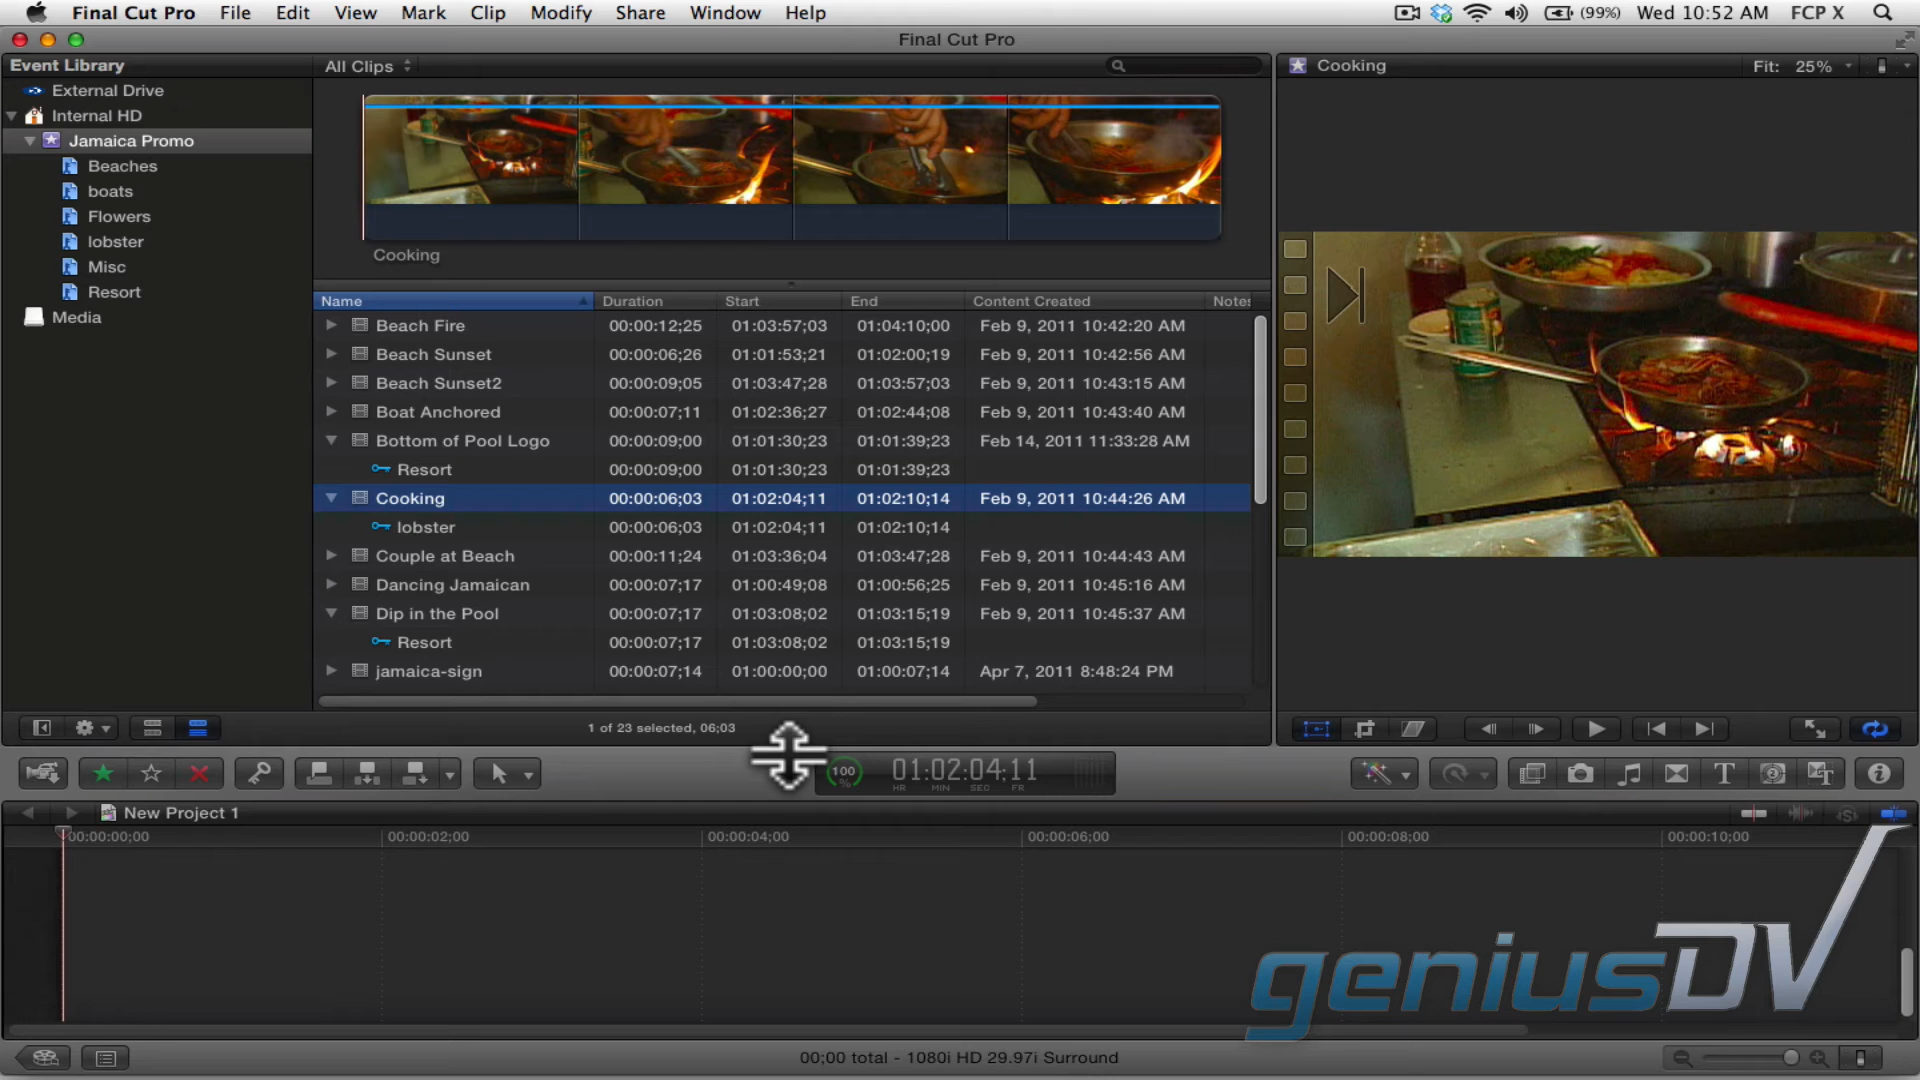 Final Cut Pro File Edit View Mark Clip Modify Share Window Help (99%) Wed 10:52 AM FCP X
Final Cut Pro
Event Library
External Drive
Internal HD
Jamaica Promo
Beaches
boats
Flowers
lobster
Misc
Resort
Media
All Clips
Cooking
Name Duration Start End Content Created Notes
Beach Fire 00:00:12;25 01:03:57;03 01:04:10;00 Feb 9, 2011 10:42:20 AM
Beach Sunset 00:00:06;26 01:01:53;21 01:02:00;19 Feb 9, 2011 10:42:56 AM
Beach Sunset2 00:00:09;05 01:03:47;28 01:03:57;03 Feb 9, 2011 10:43:15 AM
Boat Anchored 00:00:07;11 01:02:36;27 01:02:44;08 Feb 9, 2011 10:43:40 AM
Bottom of Pool Logo 00:00:09;00 01:01:30;23 01:01:39;23 Feb 14, 2011 11:33:28 AM
Resort 00:00:09;00 01:01:30;23 01:01:39;23
Cooking 00:00:06;03 01:02:04;11 01:02:10;14 Feb 9, 2011 10:44:26 AM
lobster 00:00:06;03 01:02:04;11 01:02:10;14
Couple at Beach 00:00:11;24 01:03:36;04 01:03:47;28 Feb 9, 2011 10:44:43 AM
Dancing Jamaican 00:00:07;17 01:00:49;08 01:00:56;25 Feb 9, 2011 10:45:16 AM
Dip in the Pool 00:00:07;17 01:03:08;02 01:03:15;19 Feb 9, 2011 10:45:37 AM
Resort 00:00:07;17 01:03:08;02 01:03:15;19
jamaica-sign 00:00:07;14 01:00:00;00 01:00:07;14 Apr 7, 2011 8:48:24 PM
1 of 23 selected, 06;03
Cooking Fit: 25%
100 % 01:02:04;11
HR MIN SEC FR
New Project 1
00:00:00;00 00:00:02;00 00:00:04;00 00:00:06;00 00:00:08;00 00:00:10;00
geniusDV
00;00 total - 1080i HD 29.97i Surround